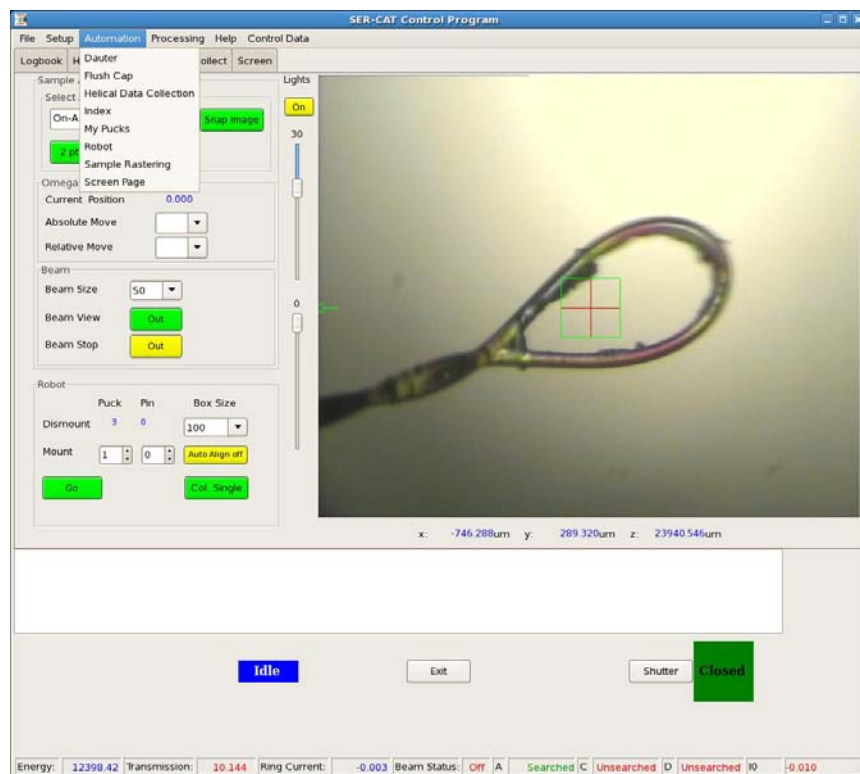 SER-CAT Control Program
File Setup Automation Processing Help Control Data
Logbook H ollect Screen
Dauter
Flush Cap
Helical Data Collection
Index
My Pucks
Robot
Sample Rastering
Screen Page
Sample Lights
Select
On-A Snap Image On
2 pt 30
Omega
Current Position 0.000
Absolute Move
Relative Move
Beam
Beam Size 50
Beam View Out 0
Beam Stop Out
Robot
Puck Pin Box Size
Dismount 3 0 100
Mount 1 0 Auto Align off
Go Col. Single
x: -746.288um y: 289.320um z: 23940.546um
Idle Exit Shutter Closed
Energy: 12398.42 Transmission: 10.144 Ring Current: -0.003 Beam Status: Off A Searched C Unsearched D Unsearched I0 -0.010